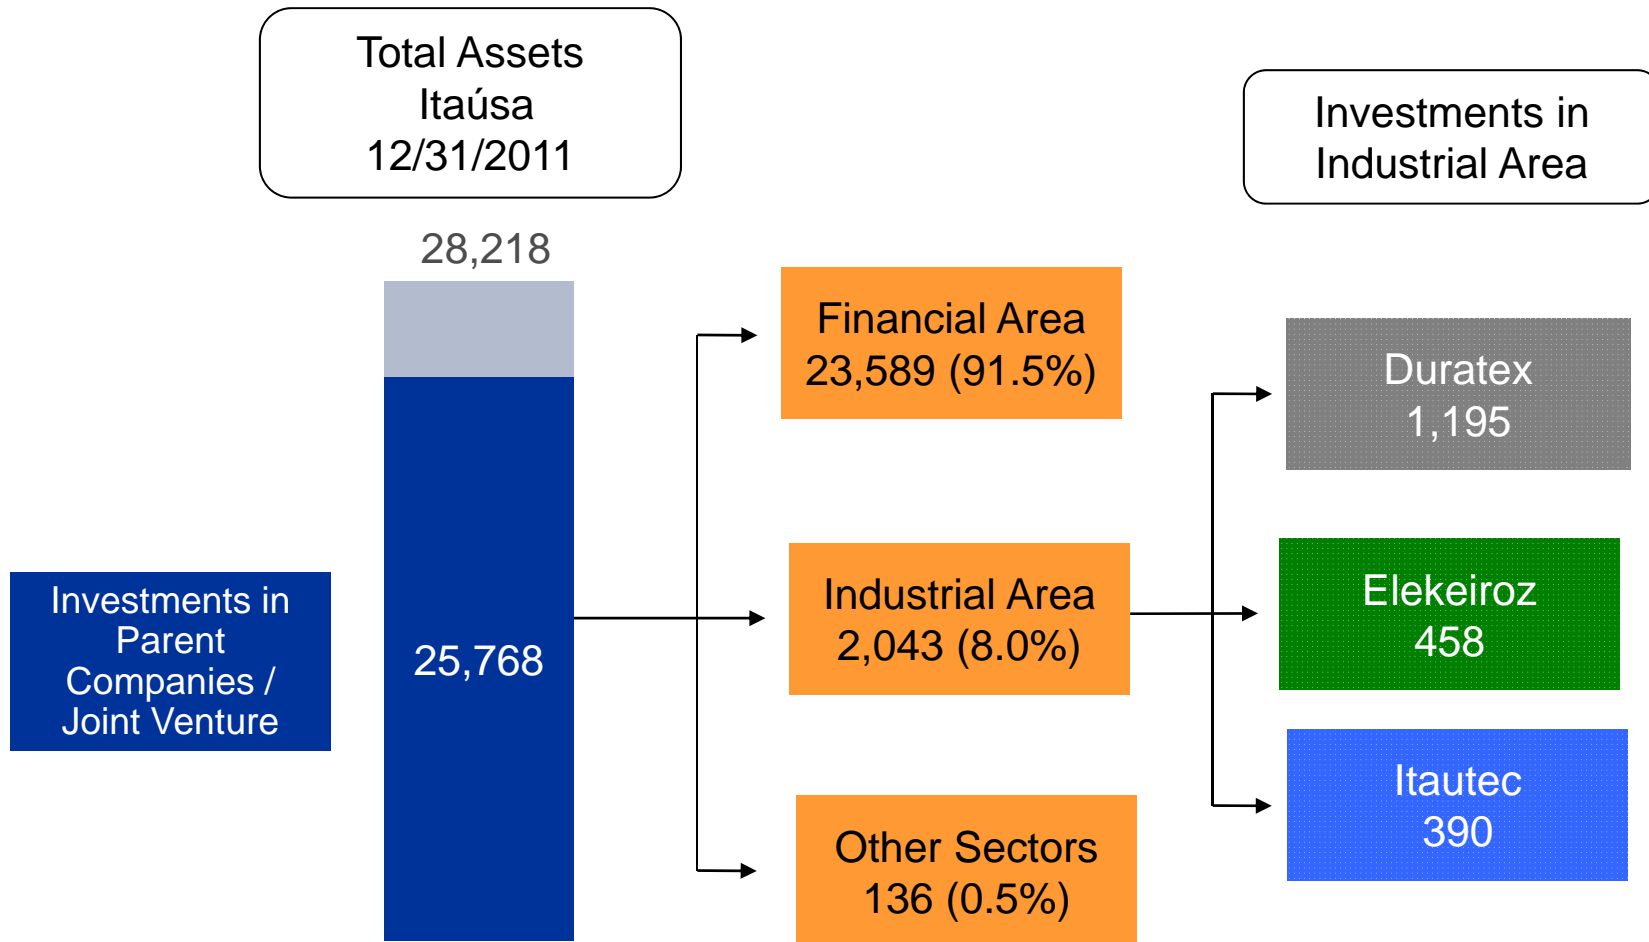 Total Assets
Itaúsa
12/31/2011
Investments in
Industrial Area
28,218
Financial Area
23,589 (91.5%)
Duratex
1,195
Investments in
Parent
Companies /
Joint Venture
25,768
Industrial Area
2,043 (8.0%)
Elekeiroz
458
Other Sectors
136 (0.5%)
Itautec
390